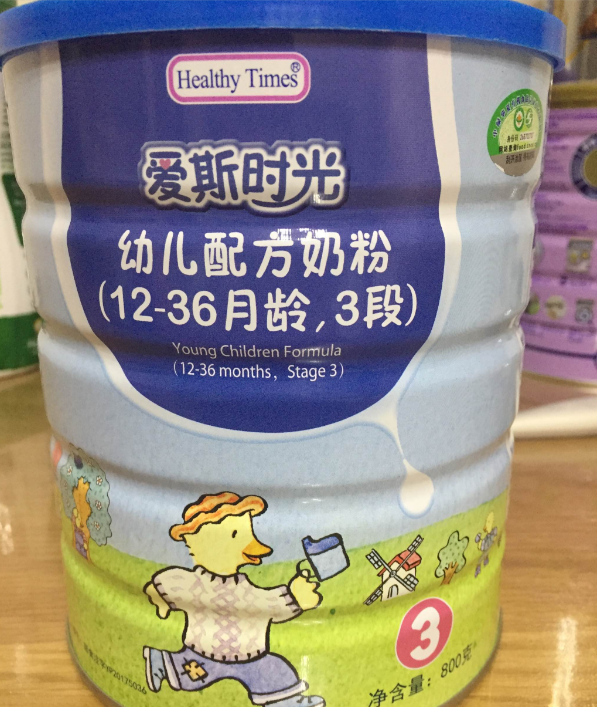 Healthy Times®
爱斯时光
幼儿配方奶粉
(12-36月龄,3段)
Young Children Formula
(12-36 months, Stage 3)
3
净含量: 800克